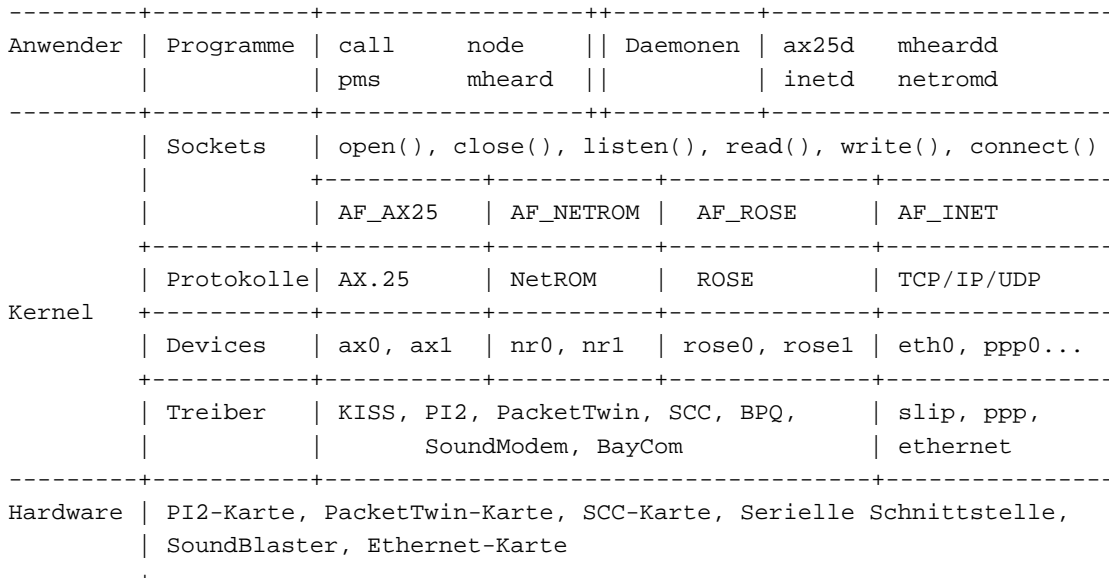 ---------+-----------+------------------++----------+------------------------
Anwender | Programme | call     node    || Daemonen | ax25d   mheardd
         |           | pms      mheard  ||          | inetd   netromd
---------+-----------+------------------++----------+------------------------
         | Sockets   | open(), close(), listen(), read(), write(), connect()
         |           +-----------+-----------+--------------+----------------
         |           | AF_AX25   | AF_NETROM |  AF_ROSE     | AF_INET
         +-----------+-----------+-----------+--------------+----------------
         | Protokolle| AX.25     | NetROM    |  ROSE        | TCP/IP/UDP
Kernel   +-----------+-----------+-----------+--------------+----------------
         | Devices   | ax0, ax1  | nr0, nr1  | rose0, rose1 | eth0, ppp0...
         +-----------+-----------+-----------+--------------+----------------
         | Treiber   | KISS, PI2, PacketTwin, SCC, BPQ,     | slip, ppp,
         |           |       SoundModem, BayCom             | ethernet
---------+-----------+--------------------------------------+----------------
Hardware | PI2-Karte, PacketTwin-Karte, SCC-Karte, Serielle Schnittstelle,
         | SoundBlaster, Ethernet-Karte